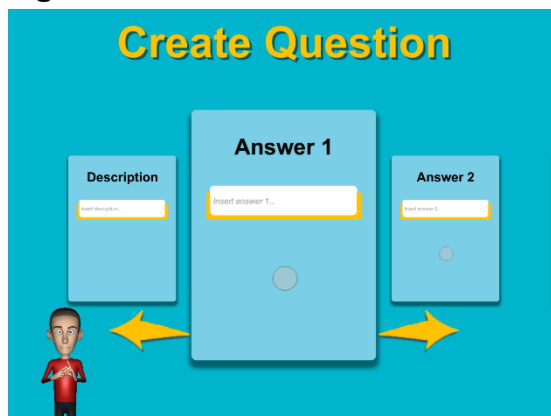 Create Question
Description
Insert description...
Answer 1
Insert answer 1...
Answer 2
Insert answer 2...